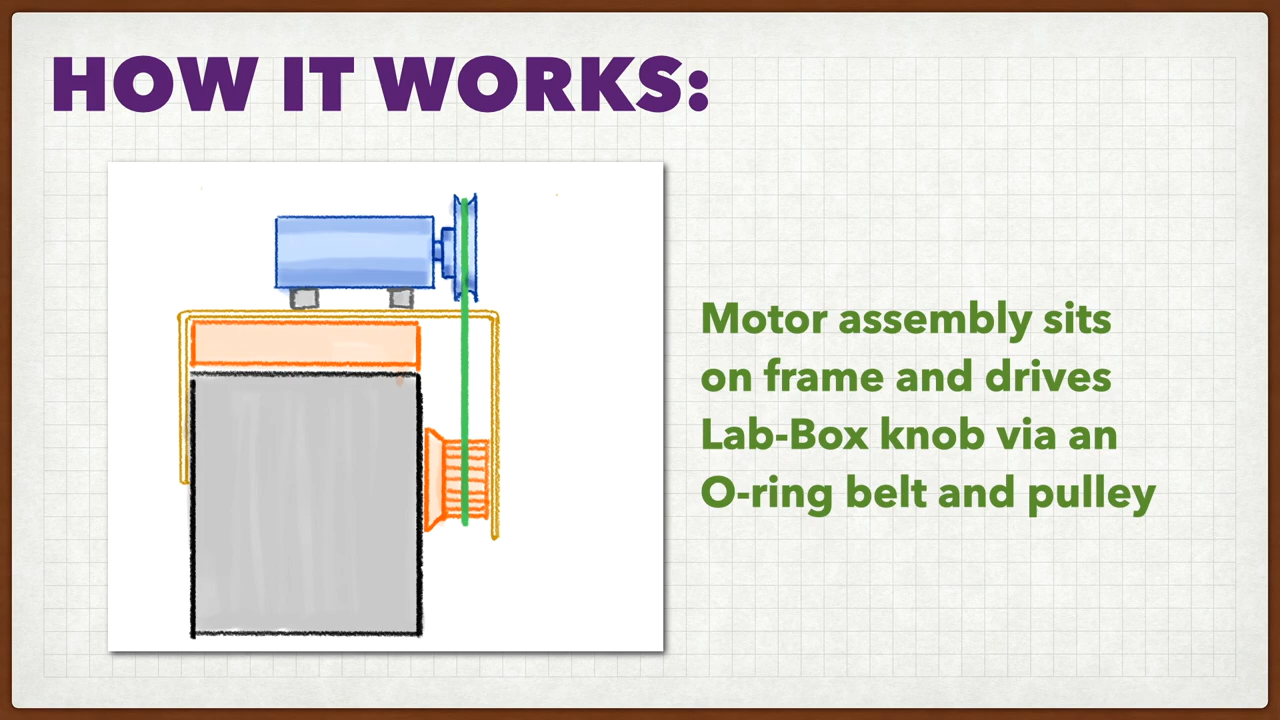 HOW IT WORKS:
Motor assembly sits
on frame and drives
Lab-Box knob via an
O-ring belt and pulley